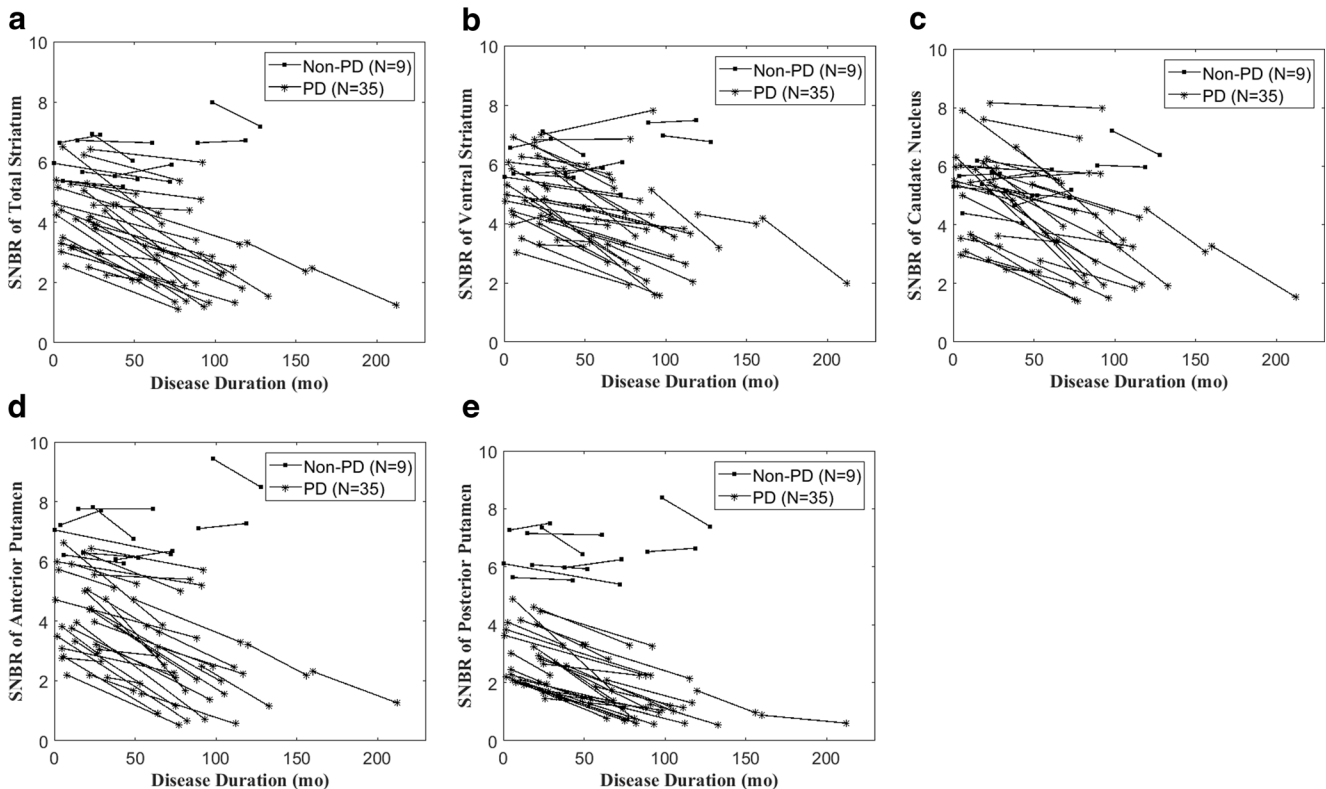 a
SNBR of Total Striatum
10
8
6
4
2
0
0 50 100 150 200
Disease Duration (mo)
Non-PD (N=9)
PD (N=35)
b
SNBR of Ventral Striatum
10
8
6
4
2
0
0 50 100 150 200
Disease Duration (mo)
Non-PD (N=9)
PD (N=35)
c
SNBR of Caudate Nucleus
10
8
6
4
2
0
0 50 100 150 200
Disease Duration (mo)
Non-PD (N=9)
PD (N=35)
d
SNBR of Anterior Putamen
10
8
6
4
2
0
0 50 100 150 200
Disease Duration (mo)
Non-PD (N=9)
PD (N=35)
e
SNBR of Posterior Putamen
10
8
6
4
2
0
0 50 100 150 200
Disease Duration (mo)
Non-PD (N=9)
PD (N=35)